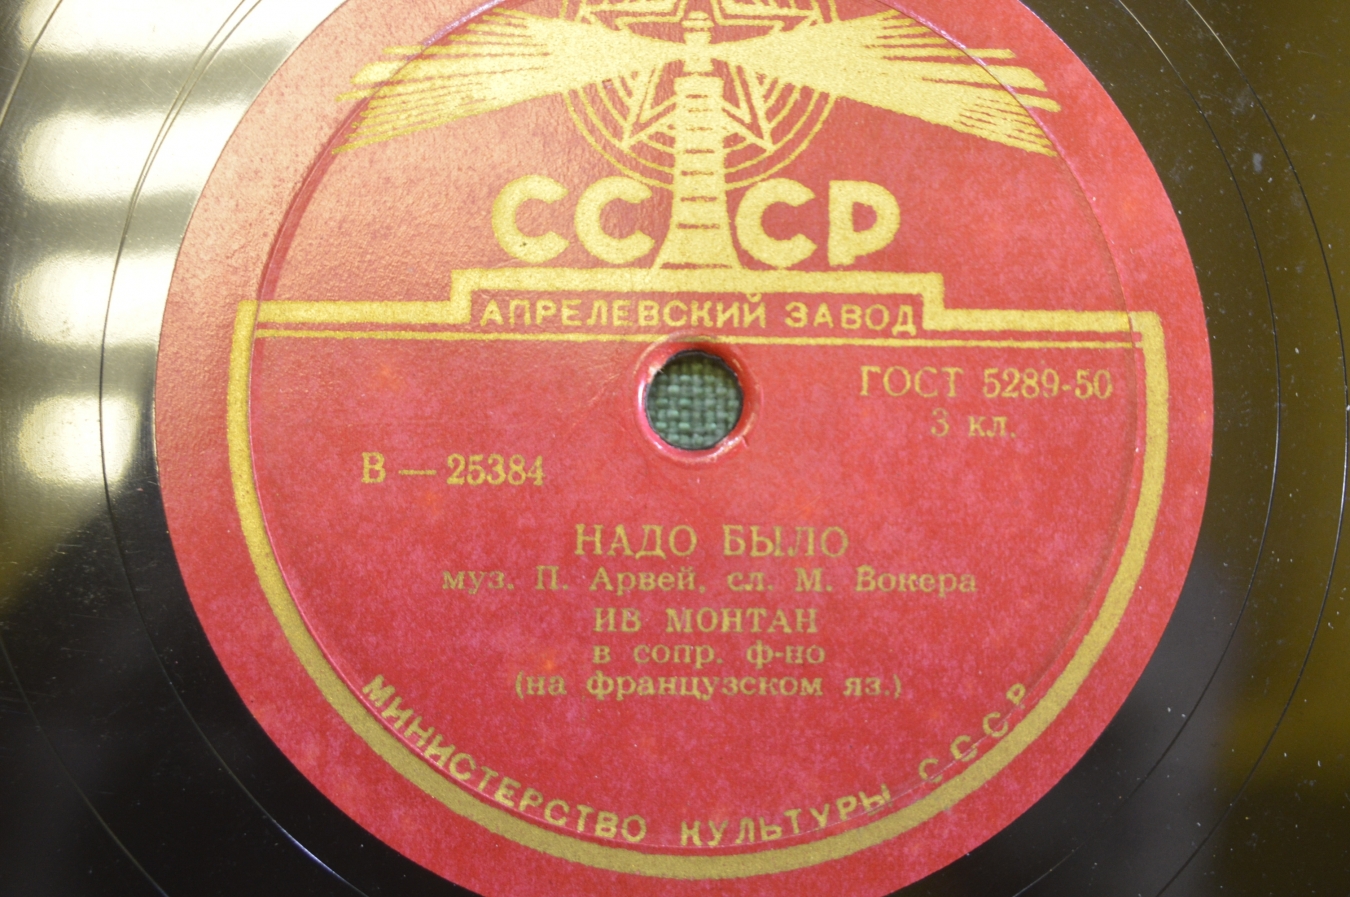 СССР
АПРЕЛЕВСКИЙ ЗАВОД
ГОСТ 5289-50
3 кл.
В — 25384
НАДО БЫЛО
муз. П. Арвей, сл. М. Вокера
ИВ МОНТАН
в сопр. ф-но
(на французском яз.)
МИНИСТЕРСТВО КУЛЬТУРЫ СССР